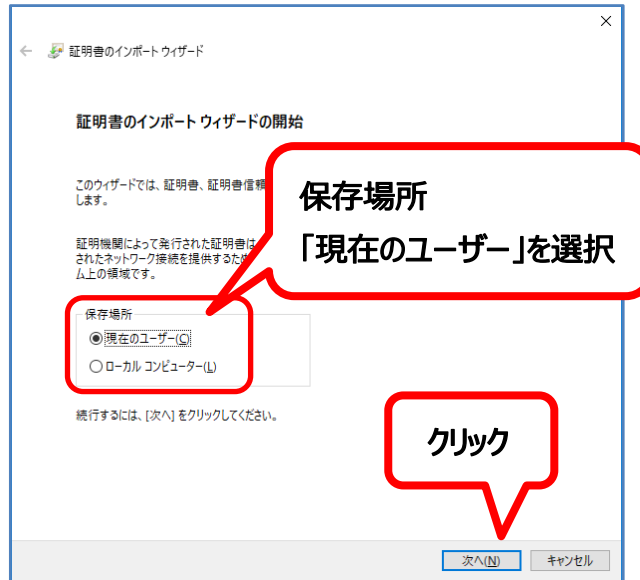 証明書のインポート ウィザード
証明書のインポート ウィザードの開始
このウィザードでは、証明書、証明書信頼
します。
保存場所
「現在のユーザー」を選択
証明機関によって発行された証明書は
されたネットワーク接続を提供するため
ム上の領域です。
保存場所
現在のユーザー(C)
ローカル コンピューター(L)
続行するには、[次へ] をクリックしてください。
クリック
次へ(N)
キャンセル